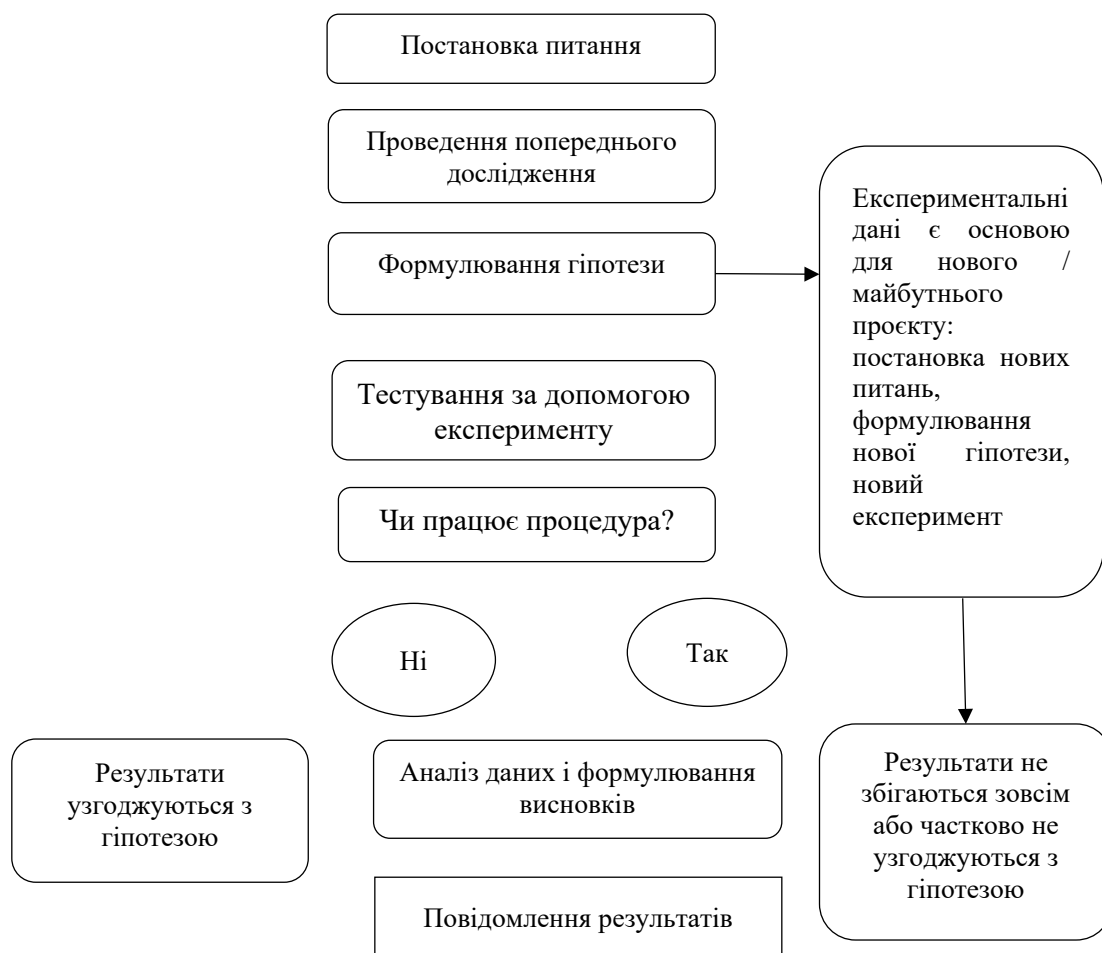 Постановка питання
Проведення попереднього
дослідження
Формулювання гіпотези
Експериментальні
дані є основою
для нового /
майбутнього
проєкту:
постановка нових
питань,
формулювання
нової гіпотези,
новий
експеримент
Тестування за допомогою
експерименту
Чи працює процедура?
Ні
Так
Результати
узгоджуються з
гіпотезою
Аналіз даних і формулювання
висновків
Результати не
збігаються зовсім
або частково не
узгоджуються з
гіпотезою
Повідомлення результатів